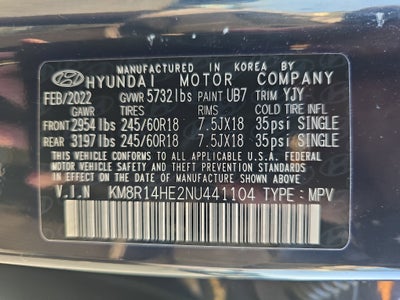 MANUFACTURED IN KOREA BY
HYUNDAI MOTOR COMPANY
FEB/2022 GVWR 5732lbs PAINT UB7 TRIM YJY
GAWR TIRES RIMS COLD TIRE INFL
FRONT 2954 lbs 245/60R18 7.5JX18 35psi SINGLE
REAR 3197 lbs 245/60R18 7.5JX18 35psi SINGLE
THIS VEHICLE CONFORMS TO ALL APPLICABLE U.S.
FEDERAL MOTOR VEHICLE SAFETY AND THEFT PREVENTION
STANDARDS IN EFFECT ON THE DATE OF MANUFACTURE
SHOWN ABOVE.
V.I.N KM8R14HE2NU441104 TYPE: MPV